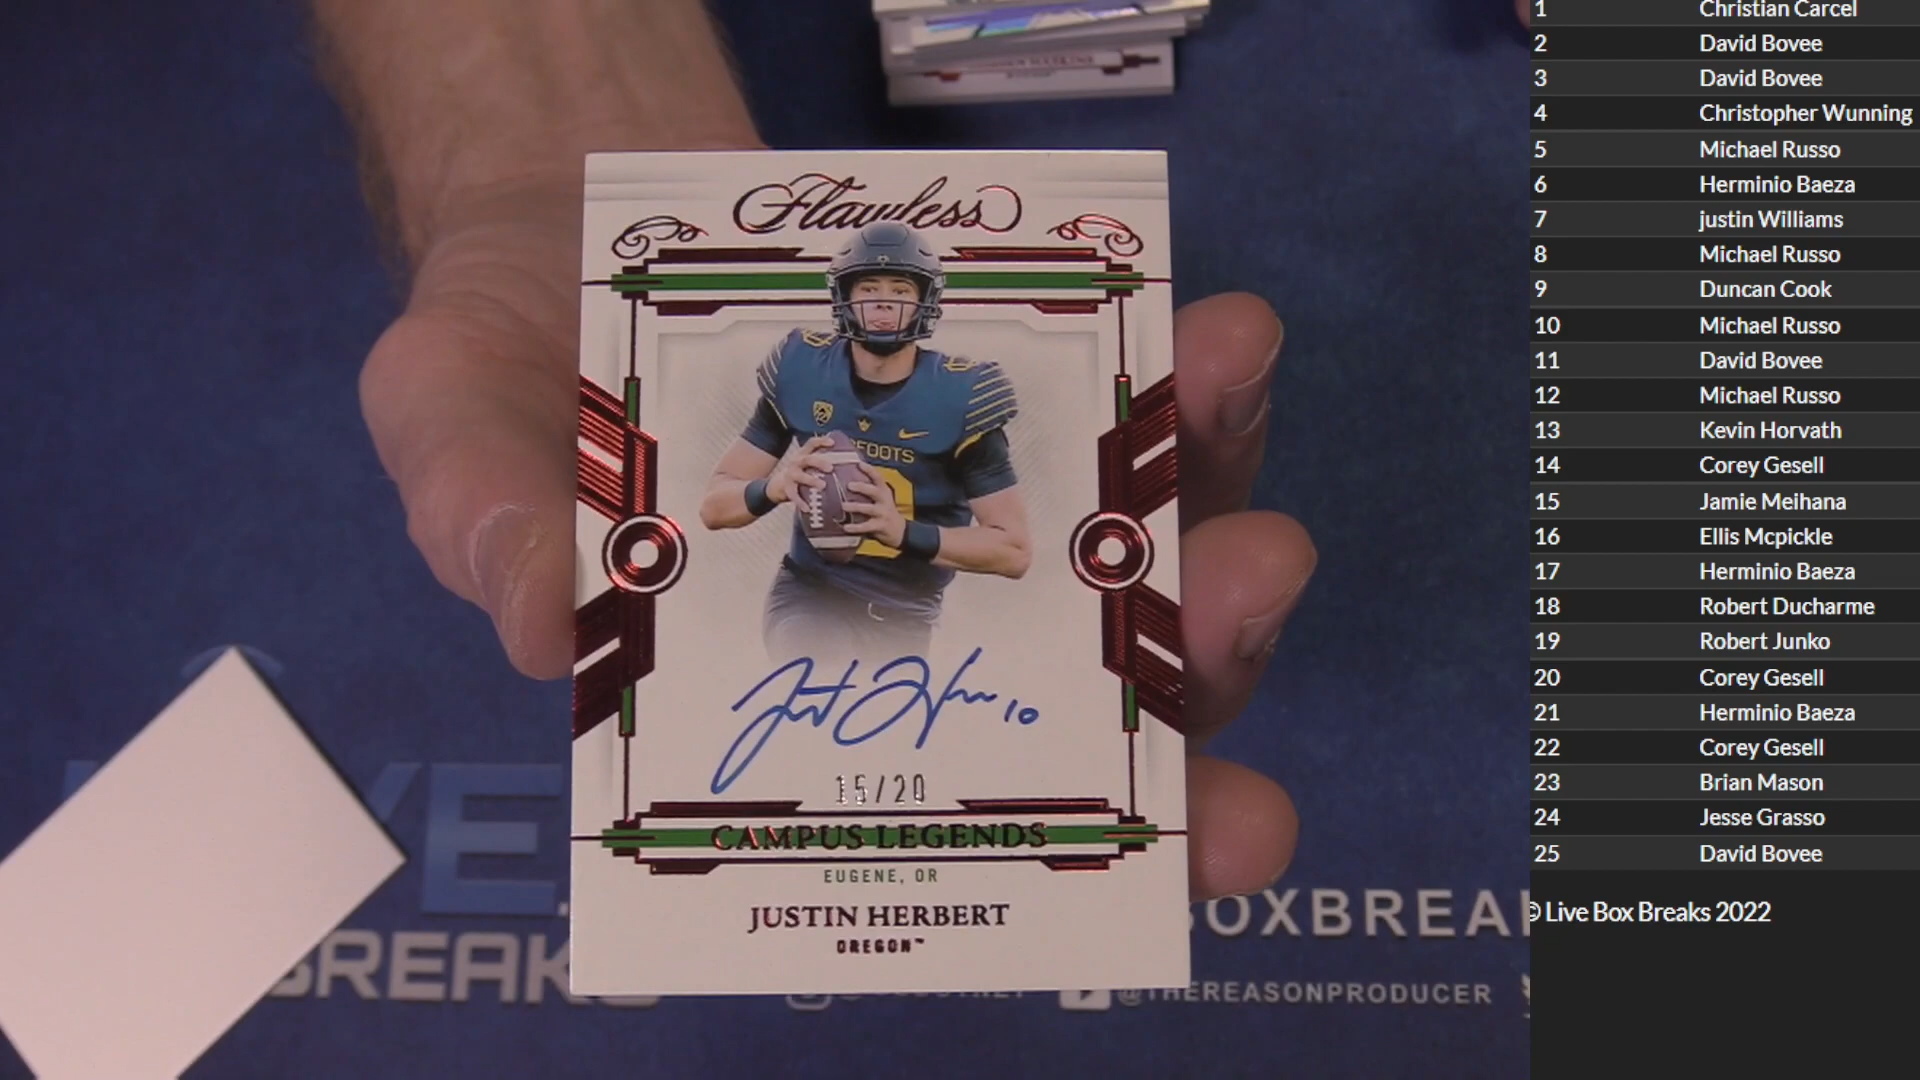 Flawless
FOOTS
15/20
CAMPUS LEGENDS
EUGENE, OR
JUSTIN HERBERT
OREGON™
BREAK
BOXBREA
@THEREASONPRODUCER
1 Christian Carcel
2 David Bovee
3 David Bovee
4 Christopher Wunning
5 Michael Russo
6 Herminio Baeza
7 justin Williams
8 Michael Russo
9 Duncan Cook
10 Michael Russo
11 David Bovee
12 Michael Russo
13 Kevin Horvath
14 Corey Gesell
15 Jamie Meihana
16 Ellis Mcpickle
17 Herminio Baeza
18 Robert Ducharme
19 Robert Junko
20 Corey Gesell
21 Herminio Baeza
22 Corey Gesell
23 Brian Mason
24 Jesse Grasso
25 David Bovee
© Live Box Breaks 2022